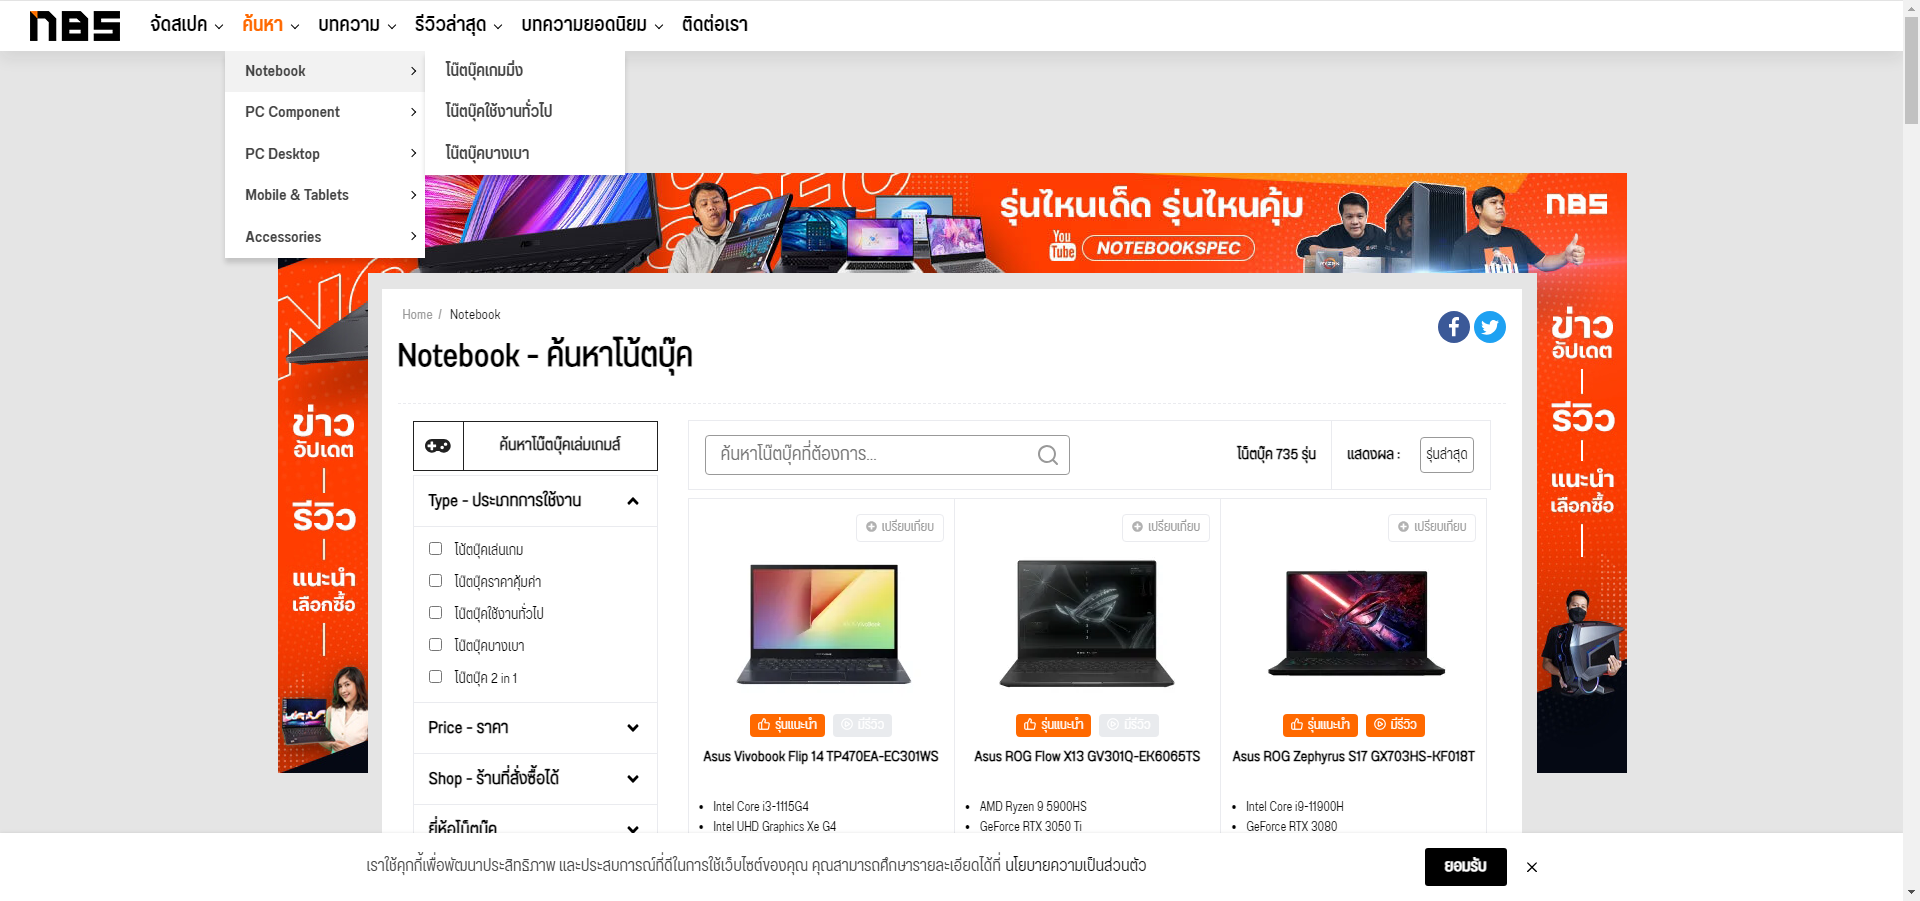 nBS
จัดสเปค
ค้นหา
บทความ
รีวิวล่าสุด
บทความยอดนิยม
ติดต่อเรา
Notebook
PC Component
PC Desktop
Mobile & Tablets
Accessories
โน๊ตบุ๊คเกมมิ่ง
โน๊ตบุ๊คใช้งานทั่วไป
โน๊ตบุ๊คบางเบา
รุ่นไหนเด็ด รุ่นไหนคุ้ม
You Tube NOTEBOOKSPEC
nBS
ข่าว
อัปเดต
รีวิว
แนะนำ
เลือกซื้อ
ข่าว
อัปเดต
รีวิว
แนะนำ
เลือกซื้อ
Home / Notebook
Notebook - ค้นหาโน้ตบุ๊ค
ค้นหาโน๊ตบุ๊คเล่มเกมส์
Type - ประเภทการใช้งาน
โน้ตบุ๊คเล่นเกม
โน้ตบุ๊คราคาคุ้มค่า
โน้ตบุ๊คใช้งานทั่วไป
โน๊ตบุ๊คบางเบา
โน้ตบุ๊ค 2 in 1
Price - ราคา
Shop - ร้านที่สั่งซื้อได้
ยี่ห้อโน็ตบุ๊ค
ค้นหาโน๊ตบุ๊คที่ต้องการ...
โน็ตบุ๊ค 735 รุ่น
แสดงผล :
รุ่นล่าสุด
เปรียบเทียบ
เปรียบเทียบ
เปรียบเทียบ
รุ่นแนะนำ มีรีวิว
รุ่นแนะนำ มีรีวิว
รุ่นแนะนำ มีรีวิว
Asus Vivobook Flip 14 TP470EA-EC301WS
Asus ROG Flow X13 GV301Q-EK6065TS
Asus ROG Zephyrus S17 GX703HS-KF018T
Intel Core i3-1115G4
Intel UHD Graphics Xe G4
AMD Ryzen 9 5900HS
GeForce RTX 3050 Ti
Intel Core i9-11900H
GeForce RTX 3080
เราใช้คุกกี้เพื่อพัฒนาประสิทธิภาพ และประสบการณ์ที่ดีในการใช้เว็บไซต์ของคุณ คุณสามารถศึกษารายละเอียดได้ที่ นโยบายความเป็นส่วนตัว
ยอมรับ